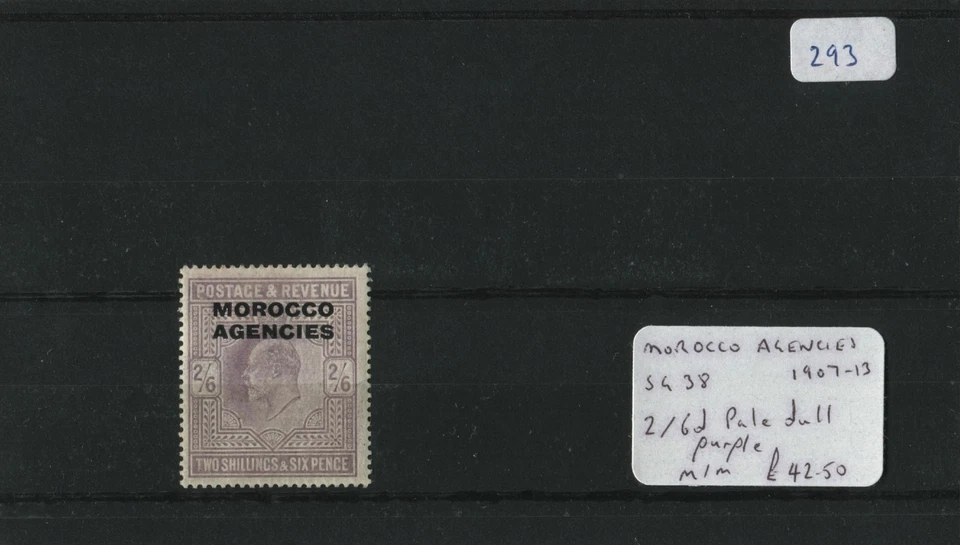 293
POSTAGE & REVENUE
MOROCCO
AGENCIES
2/6 2/6
TWO SHILLINGS & SIX PENCE
MOROCCO AGENCIES
SG 38 1907-13
2/6d Pale dull
purple
m/m £42-50